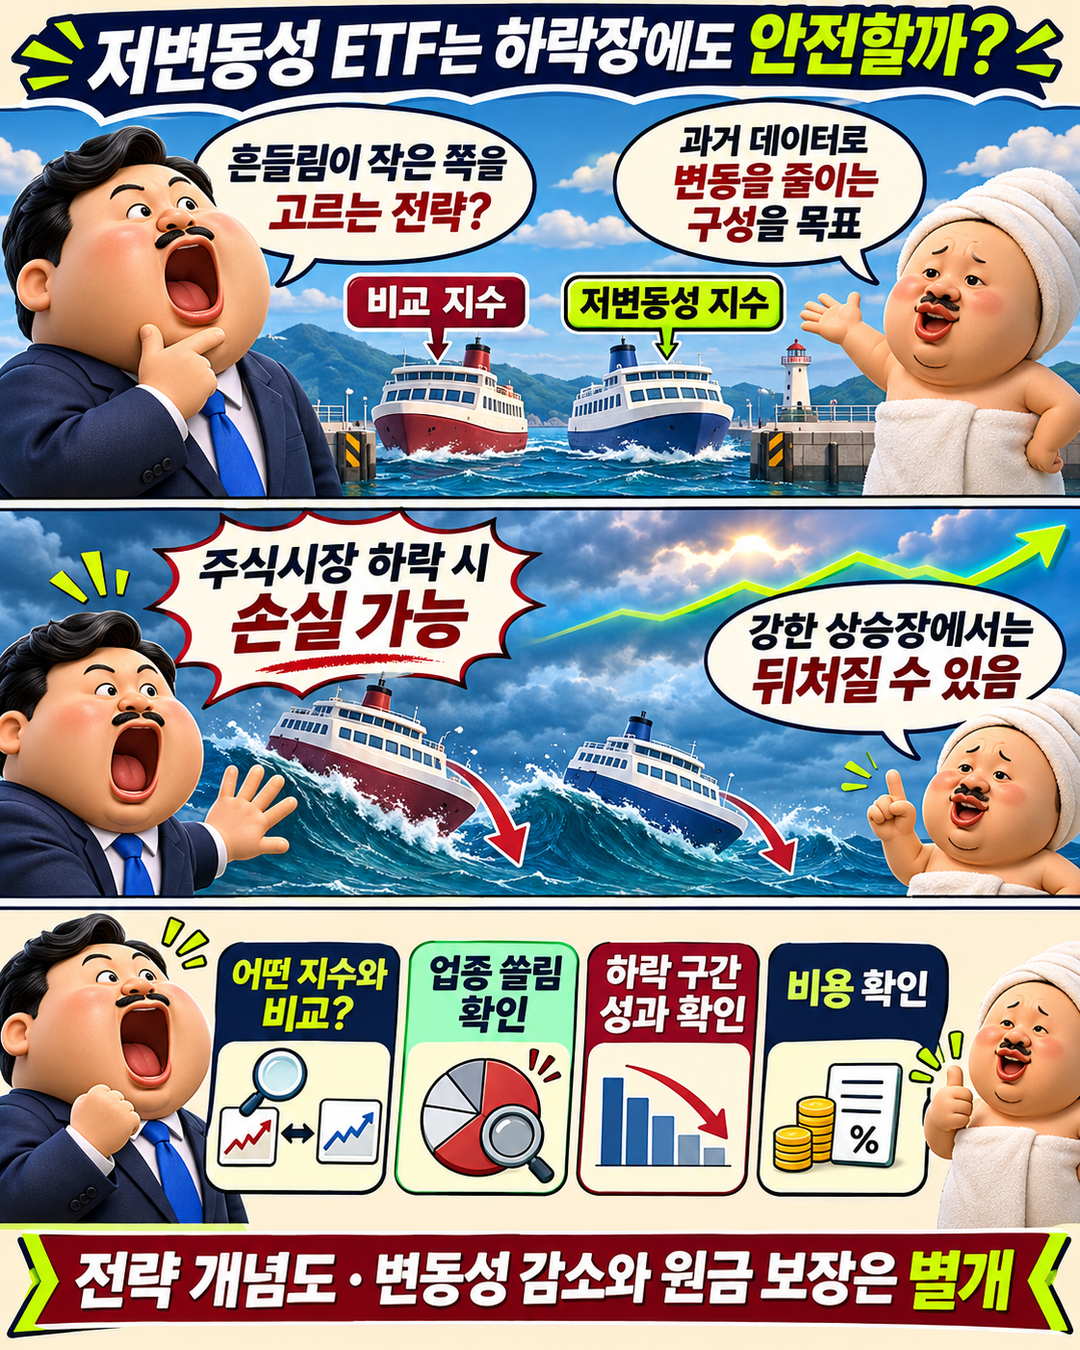 저변동성 ETF는 하락장에도 안전할까?
흔들림이 작은 쪽을
고르는 전략?
과거 데이터로
변동을 줄이는
구성을 목표
비교 지수
저변동성 지수
주식시장 하락 시
손실 가능
강한 상승장에서는
뒤처질 수 있음
어떤 지수와
비교?
업종 쏠림
확인
하락 구간
성과 확인
비용 확인
%
전략 개념도 · 변동성 감소와 원금 보장은 별개